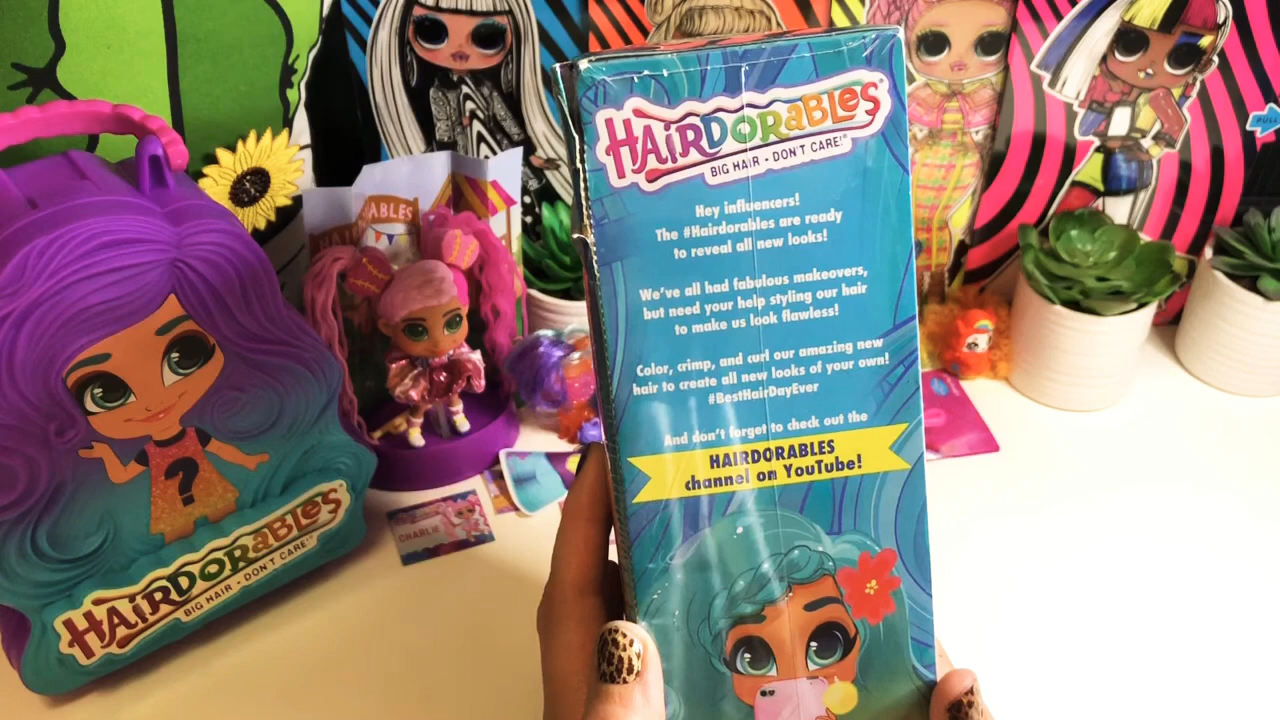 HAIRDORABLES
BIG HAIR • DON'T CARE!
Hey influencers!
The #Hairdorables are ready
to reveal all new looks!
We've all had fabulous makeovers,
but need your help styling our hair
to make us look flawless!
Color, crimp, and curl our amazing new
hair to create all new looks of your own!
#BestHairDayEver
And don't forget to check out the
HAIRDORABLES
channel on YouTube!
ABLES
CHARLIE
?
HAIRDORABLES
BIG HAIR • DON'T CARE!
PULL